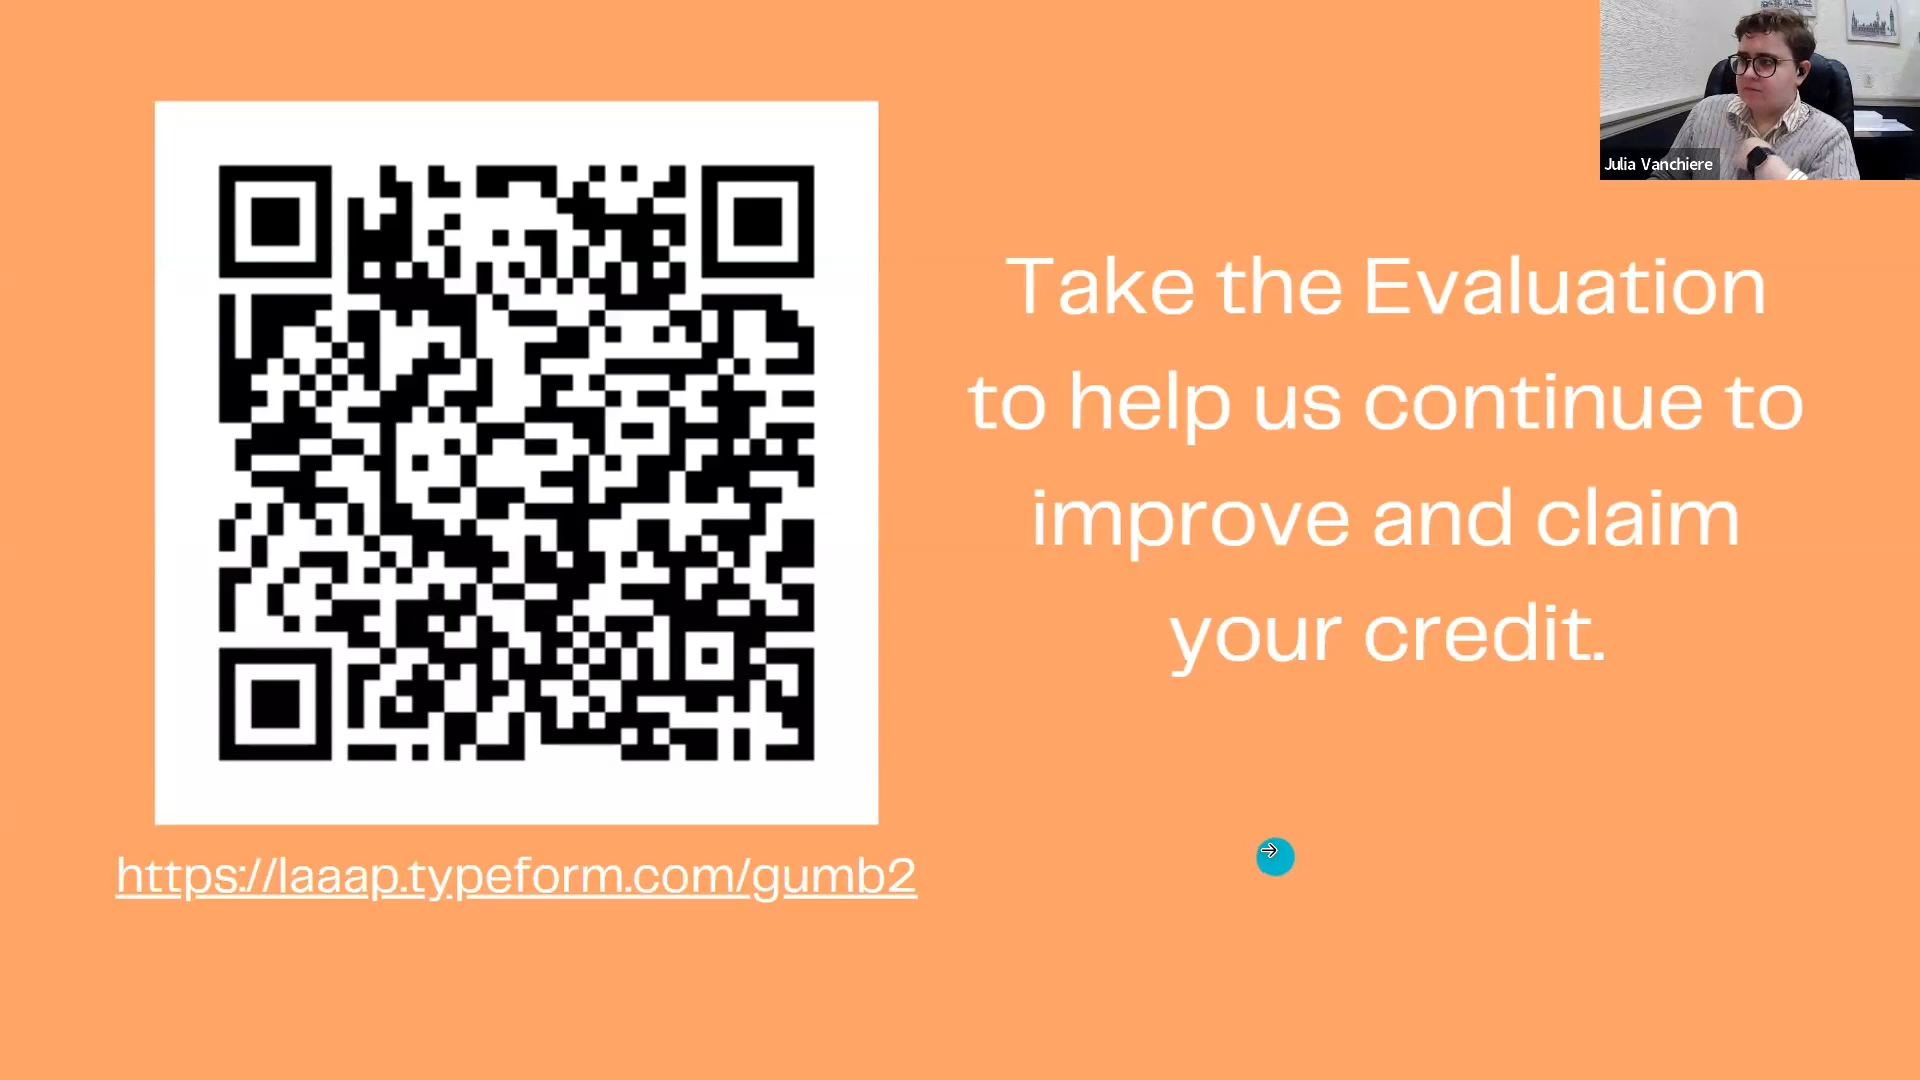 Julia Vanchiere
Take the Evaluation
to help us continue to
improve and claim
your credit.
https://laaap.typeform.com/gumb2